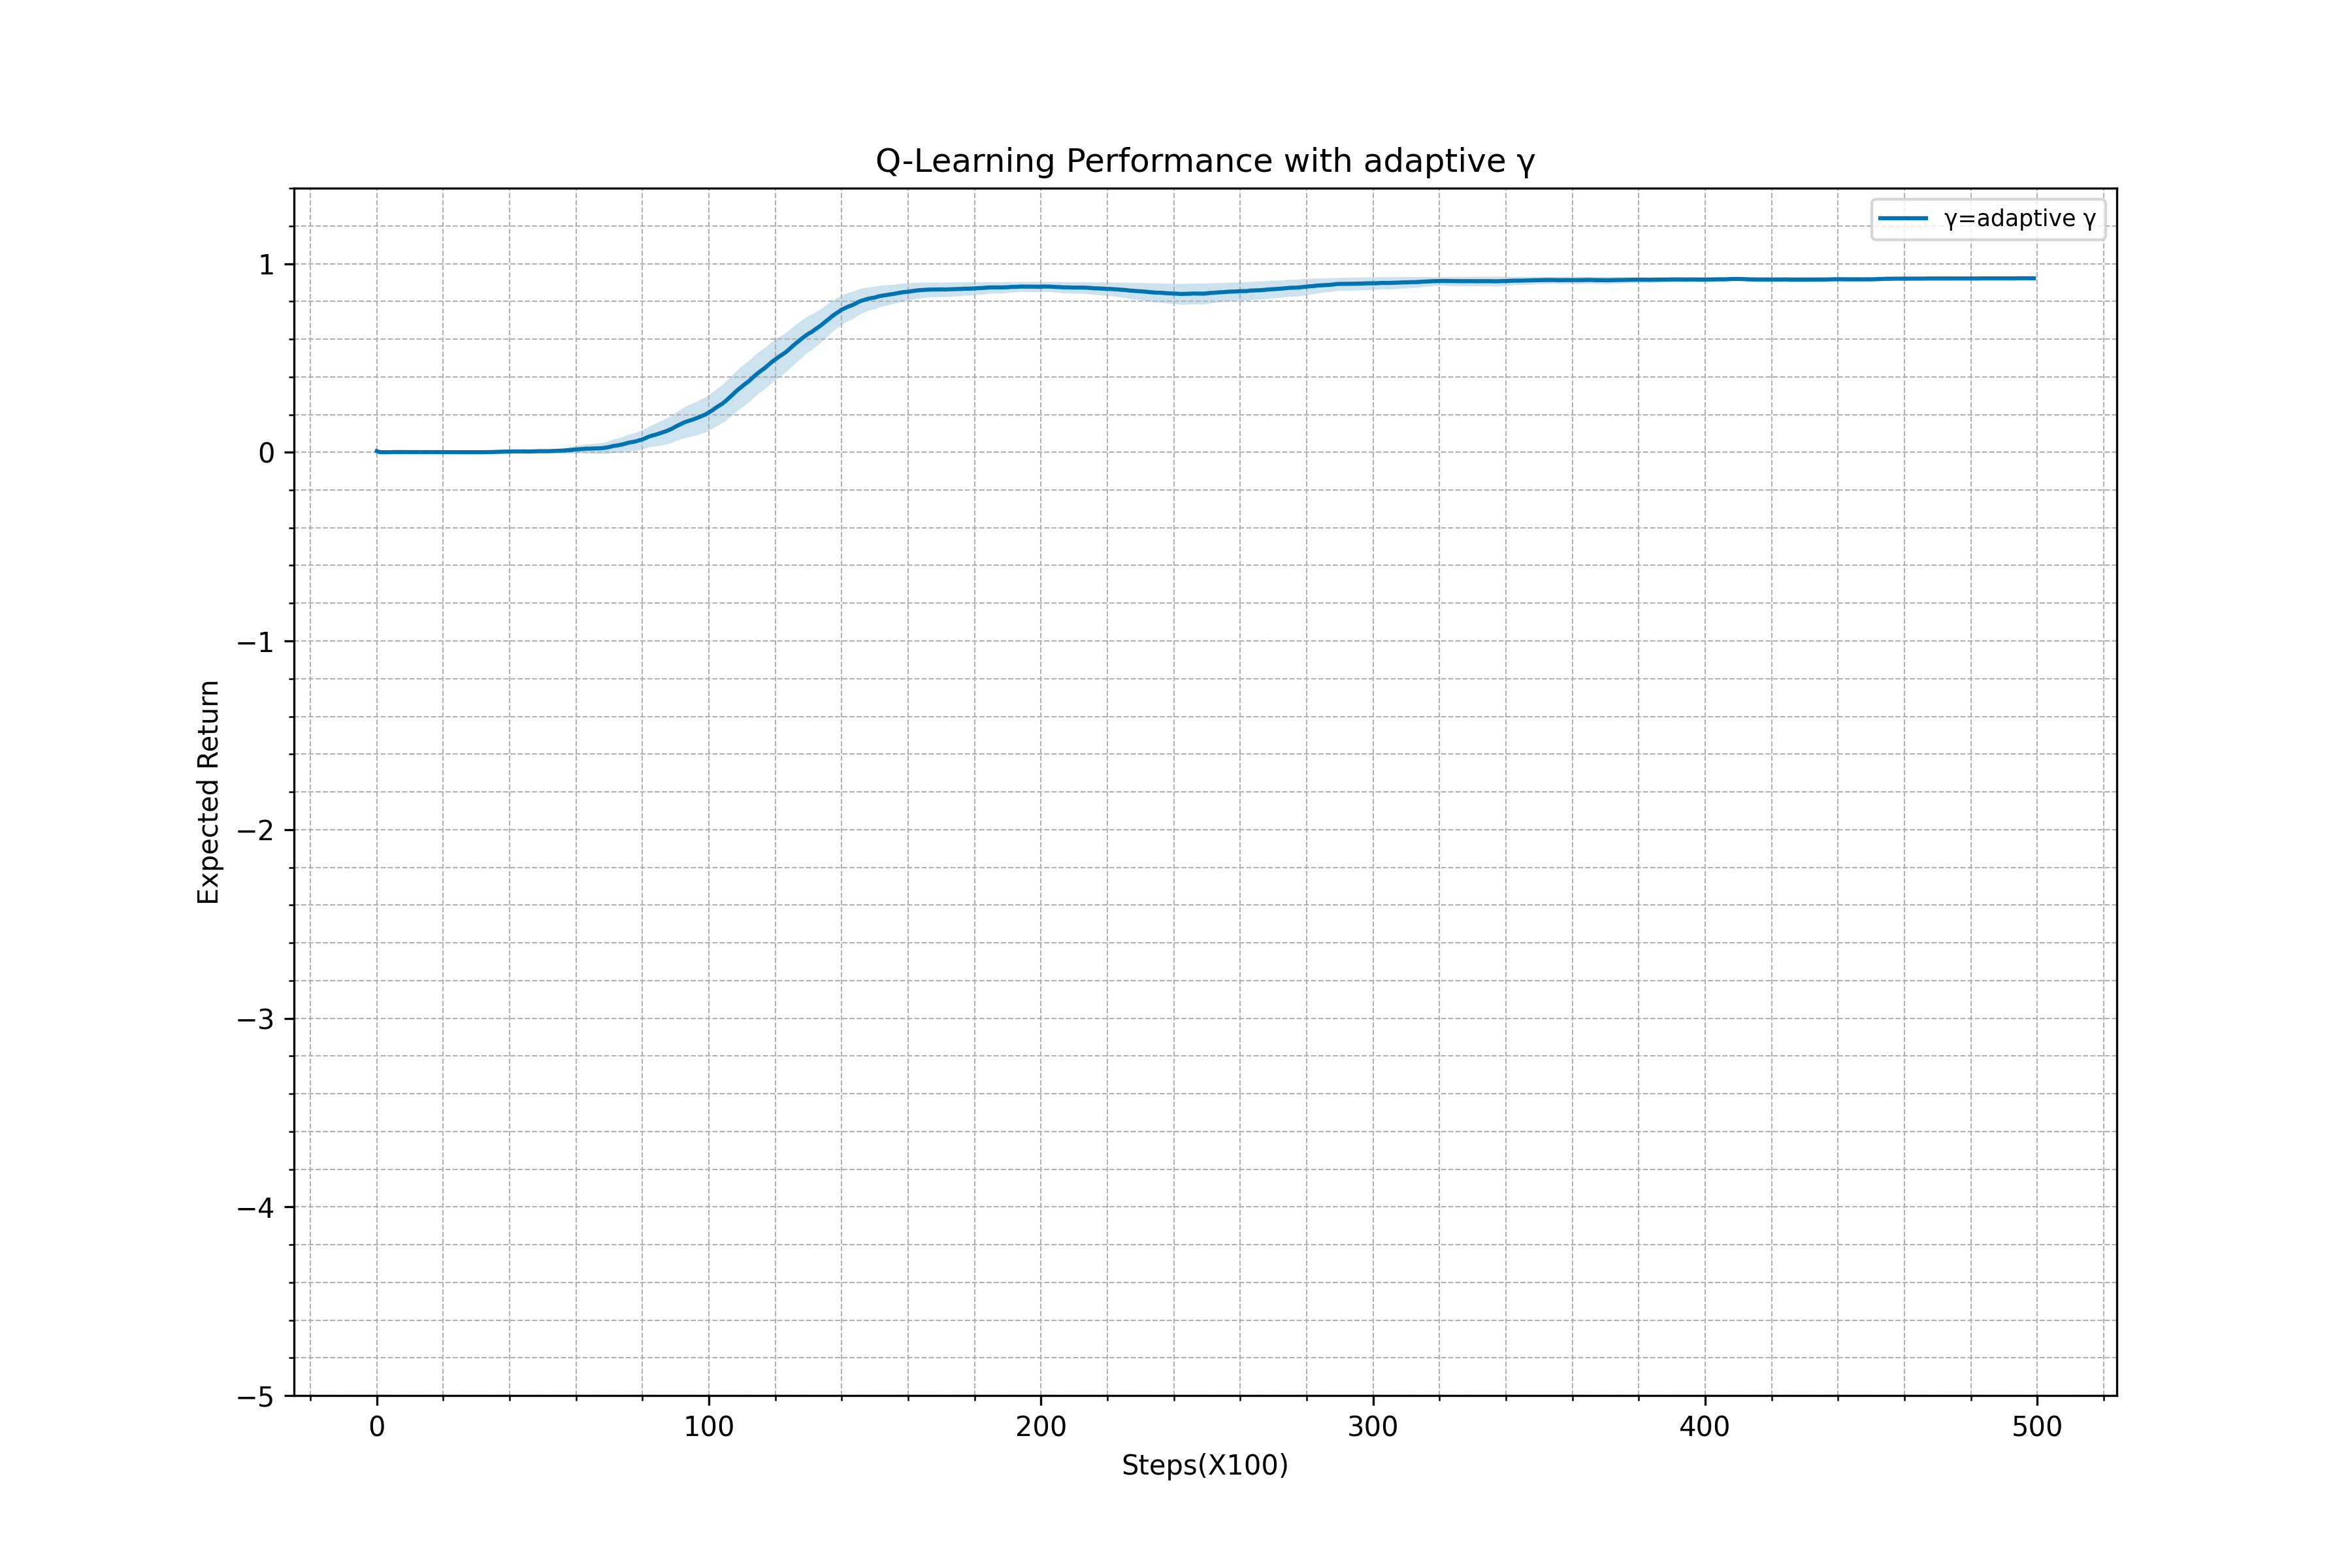 Q-Learning Performance with adaptive γ
γ=adaptive γ
1
0
−1
−2
−3
−4
−5
Expected Return
0 100 200 300 400 500
Steps(X100)